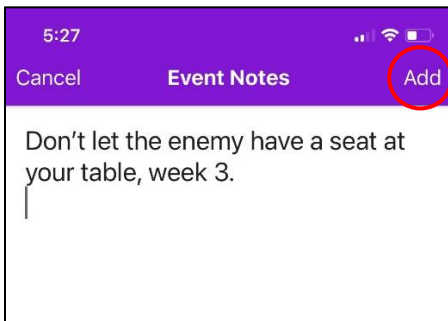 5:27
Cancel Event Notes Add
Don't let the enemy have a seat at
your table, week 3.